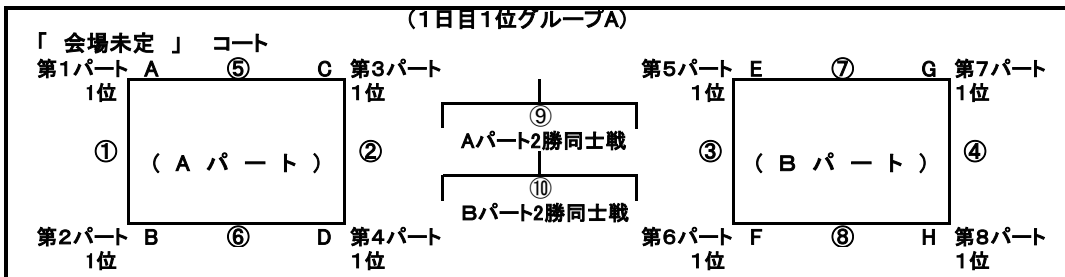 (1日目1位グループA)
「 会場未定 」 コート
第1パート A ⑤ C 第3パート 第5パート E ⑦ G 第7パート
1位 1位 1位 1位
⑨
Aパート2勝同士戦
① ( A パ ー ト ) ② ③ ( B パ ー ト ) ④
⑩
Bパート2勝同士戦
第2パート B ⑥ D 第4パート 第6パート F ⑧ H 第8パート
1位 1位 1位 1位